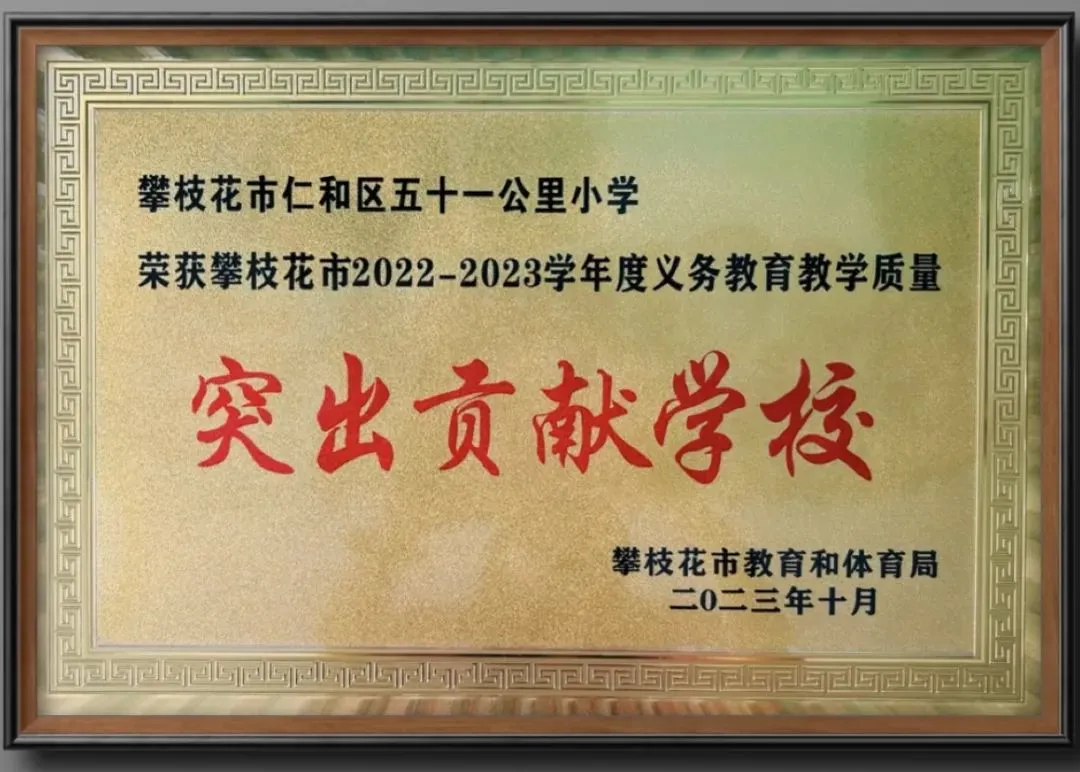 攀枝花市仁和区五十一公里小学
荣获攀枝花市2022-2023学年度义务教育教学质量
突出贡献学校
攀枝花市教育和体育局
二〇二三年十月